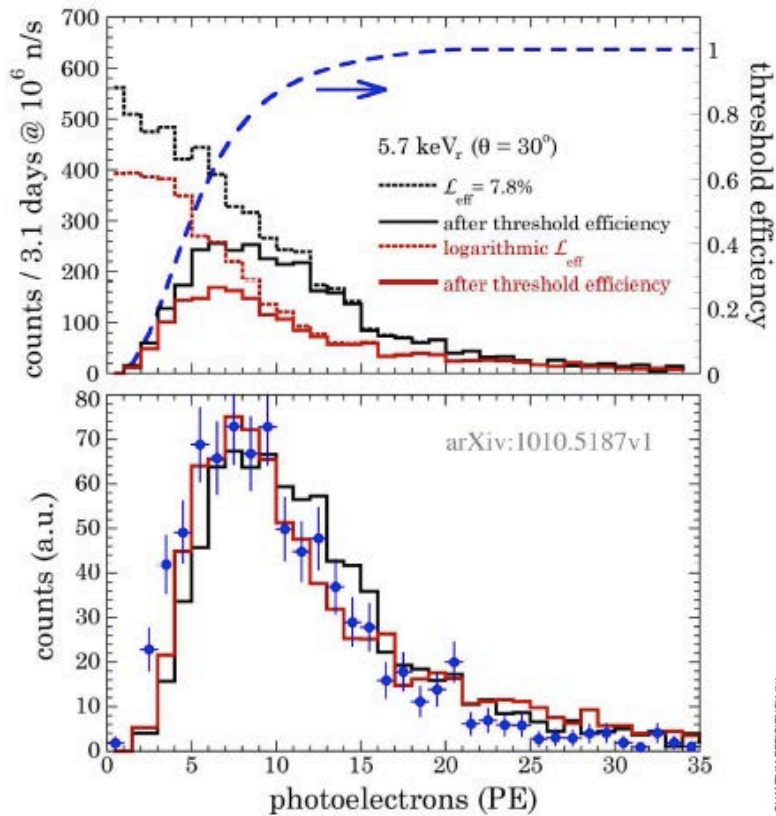 700
600
500
400
300
200
100
0
counts / 3.1 days @ 10⁶ n/s
1
0.8
0.6
0.4
0.2
0
threshold efficiency
5.7 keVᵣ (θ = 30°)
ℒeff = 7.8%
after threshold efficiency
logarithmic ℒeff
after threshold efficiency
80
70
60
50
40
30
20
10
0
counts (a.u.)
arXiv:1010.5187v1
0 5 10 15 20 25 30 35
photoelectrons (PE)